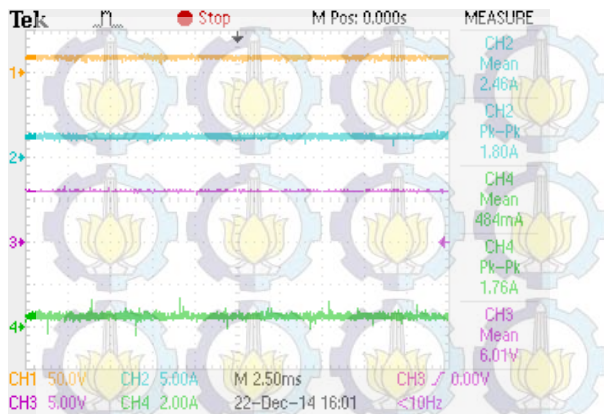 Tek Stop M Pos: 0.000s MEASURE
CH2
Mean
2.46A
CH2
Pk-Pk
1.80A
CH4
Mean
484mA
CH4
Pk-Pk
1.76A
CH3
Mean
6.01V
1
2
3
4
CH1 50.0V CH2 5.00A M 2.50ms CH3 / 0.00V
CH3 5.00V CH4 2.00A 22-Dec-14 16:01 <10Hz